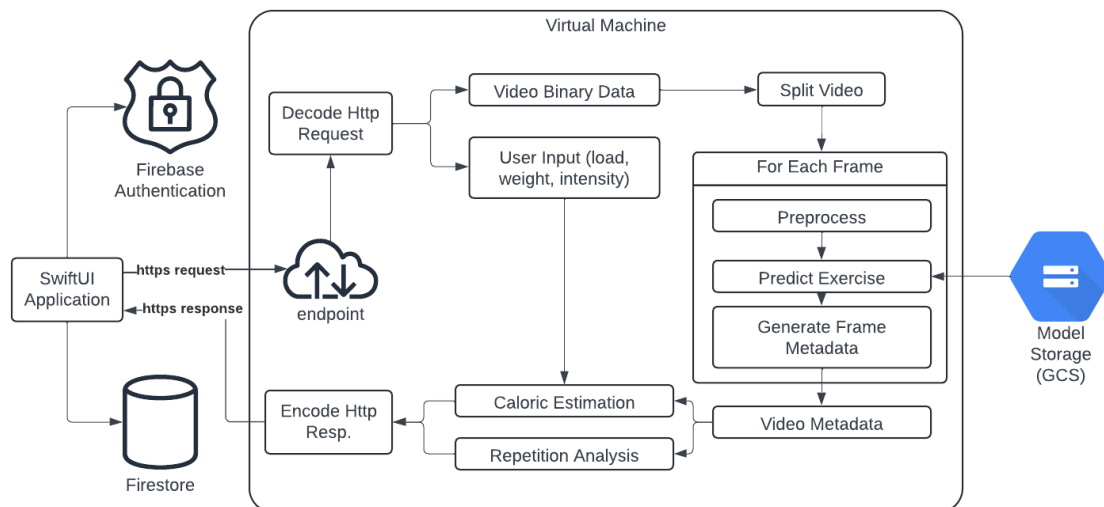 Virtual Machine
Firebase
Authentication
SwiftUI
Application
Firestore
https request
https response
endpoint
Decode Http
Request
Video Binary Data
User Input (load,
weight, intensity)
Split Video
For Each Frame
Preprocess
Predict Exercise
Generate Frame
Metadata
Model
Storage
(GCS)
Video Metadata
Caloric Estimation
Repetition Analysis
Encode Http
Resp.